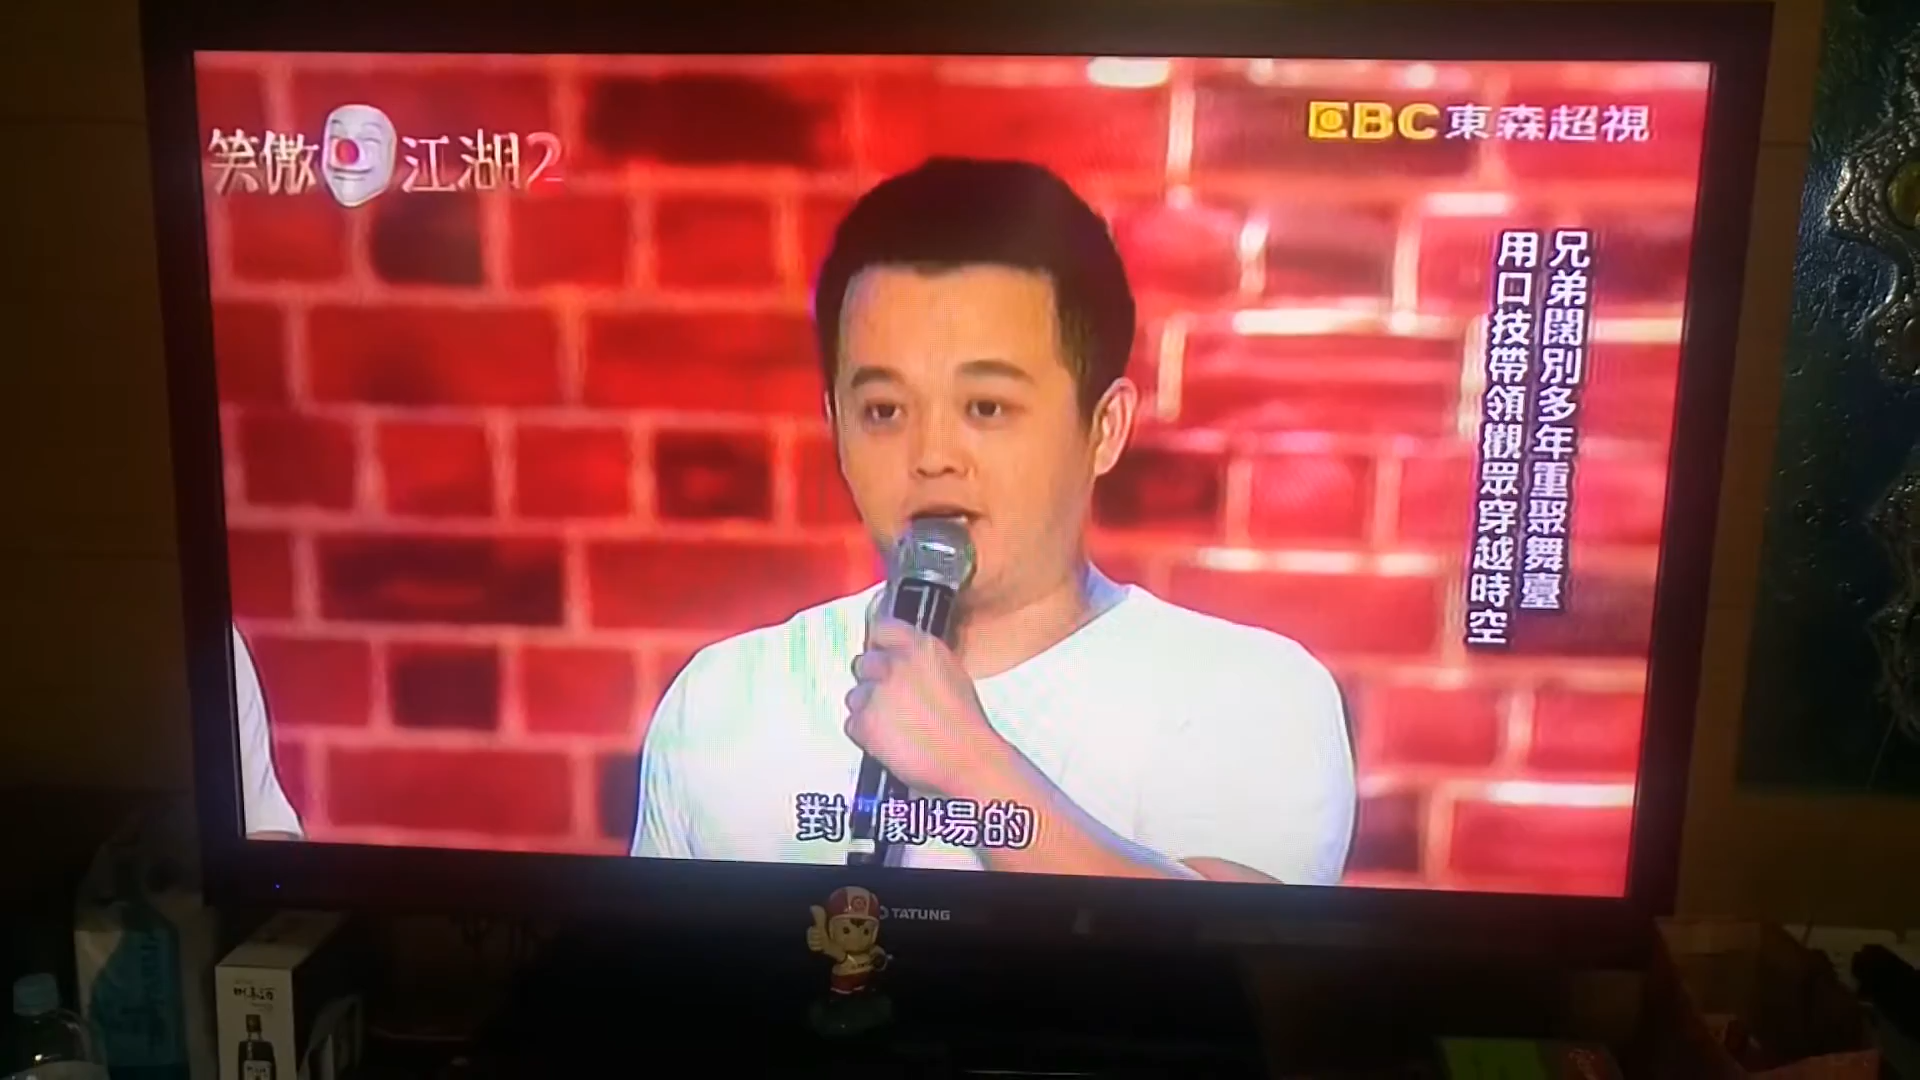 笑傲江湖2
EBC東森超視
兄弟闊別多年重聚舞臺
用口技帶領觀眾穿越時空
對 劇場的
TATUNG